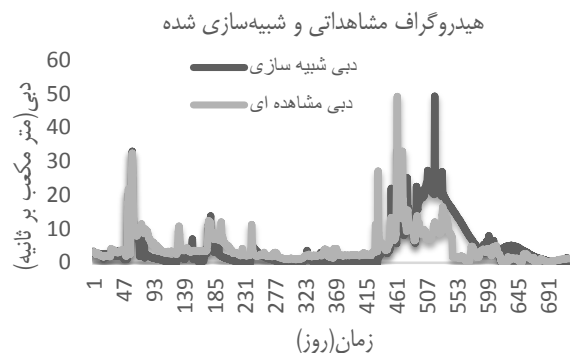 هیدروگراف مشاهداتی و شبیه‌سازی شده
دبی شبیه سازی
دبی مشاهده ای
دبی(متر مکعب بر ثانیه)
60
50
40
30
20
10
0
1 47 93 139 185 231 277 323 369 415 461 507 553 599 645 691
زمان(روز)